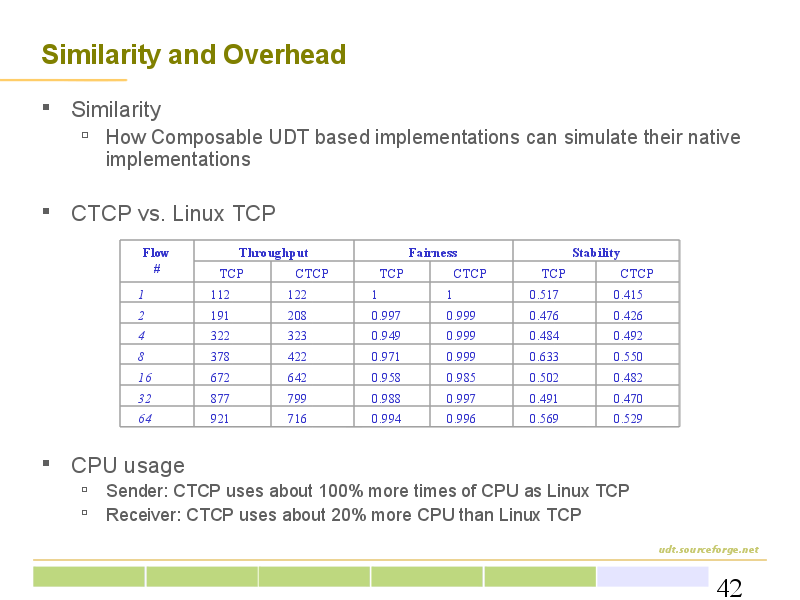 Similarity and Overhead
Similarity
How Composable UDT based implementations can simulate their native
implementations
CTCP vs. Linux TCP
Flow # Throughput Fairness Stability
TCP CTCP TCP CTCP TCP CTCP
1 112 122 1 1 0.517 0.415
2 191 208 0.997 0.999 0.476 0.426
4 322 323 0.949 0.999 0.484 0.492
8 378 422 0.971 0.999 0.633 0.550
16 672 642 0.958 0.985 0.502 0.482
32 877 799 0.988 0.997 0.491 0.470
64 921 716 0.994 0.996 0.569 0.529
CPU usage
Sender: CTCP uses about 100% more times of CPU as Linux TCP
Receiver: CTCP uses about 20% more CPU than Linux TCP
udt.sourceforge.net
42